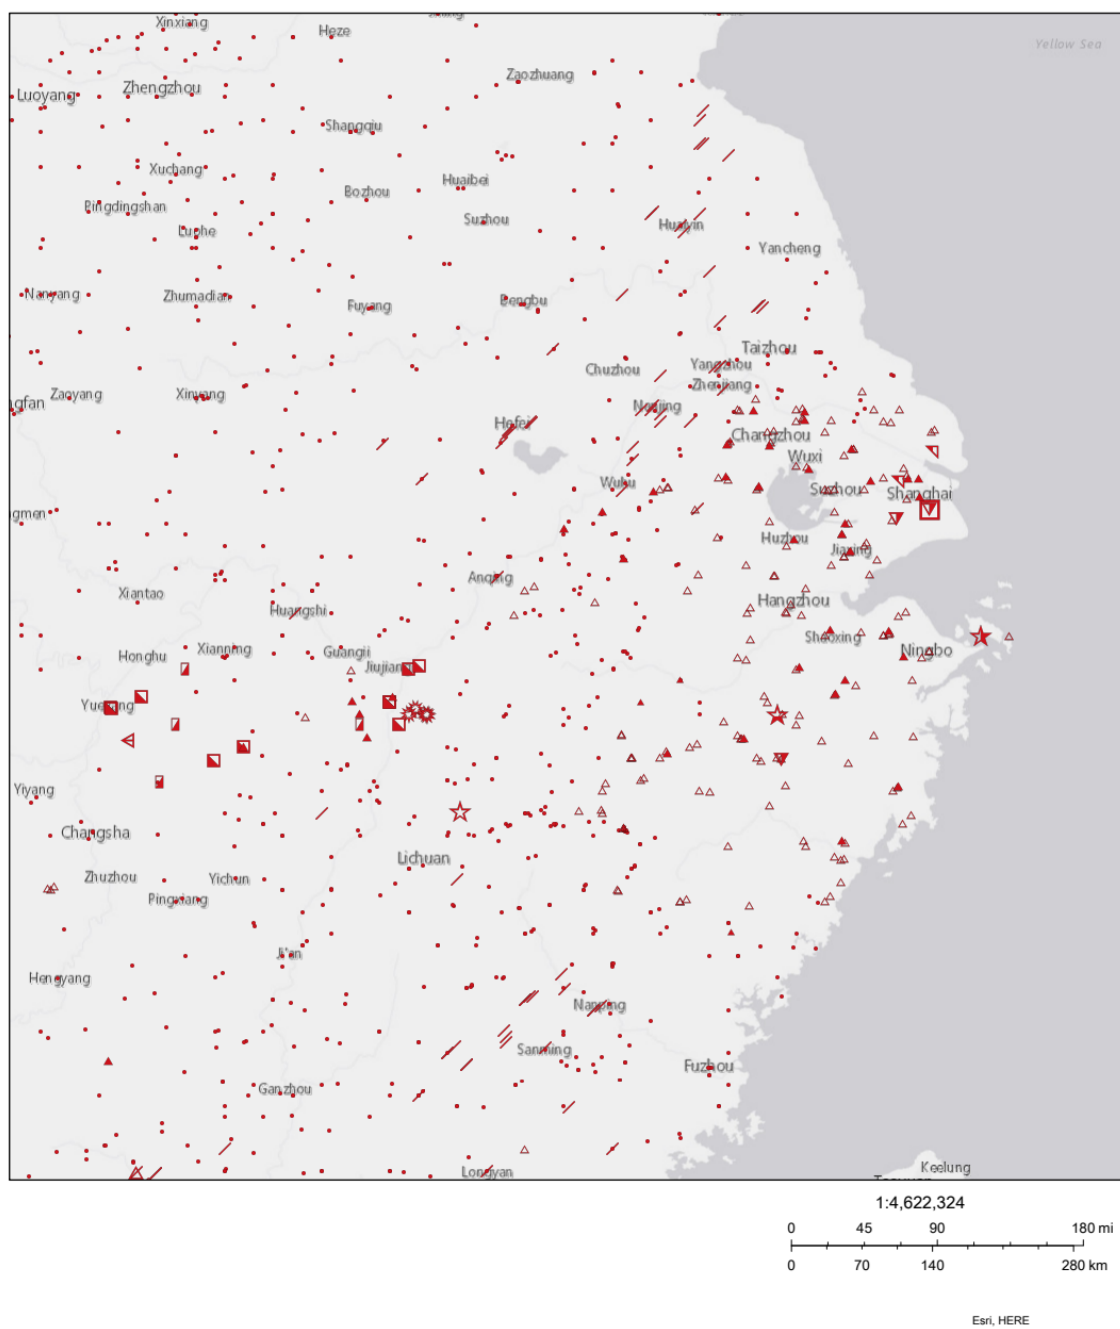 Xinxiang
Heze
Yellow Sea
Zaozhuang
Luoyang
Zhengzhou
Shangqiu
Xuchang
Huaibei
Bozhou
Pingdingshan
Suzhou
Huaiyin
Luohe
Yancheng
Nanyang
Zhumadian
Fuyang
Bengbu
Taizhou
Chuzhou
Yangzhou
Zhenjiang
Zaoyang
Xinyang
ngfan
Nanjing
Hefei
Changzhou
Wuxi
Wuhu
Suzhou
Shanghai
ngmen
Huzhou
Jiaxing
Anqing
Xiantao
Hangzhou
Huangshi
Shaoxing
Honghu
Xianning
Guangji
Ningbo
Jiujiang
Yueyang
Yiyang
Changsha
Lichuan
Zhuzhou
Yichun
Pingxiang
Ji'an
Hengyang
Nanping
Sanming
Fuzhou
Ganzhou
Longyan
Keelung
1:4,622,324
0 45 90 180 mi
0 70 140 280 km
Esri, HERE